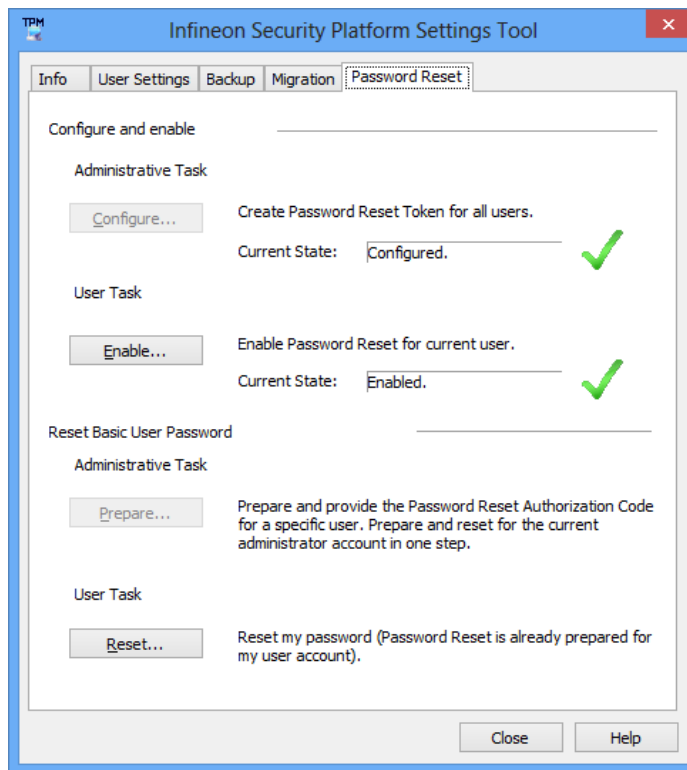 TPM
Infineon Security Platform Settings Tool
Info User Settings Backup Migration Password Reset
Configure and enable
Administrative Task
Configure... Create Password Reset Token for all users.
Current State: Configured.
User Task
Enable... Enable Password Reset for current user.
Current State: Enabled.
Reset Basic User Password
Administrative Task
Prepare... Prepare and provide the Password Reset Authorization Code
for a specific user. Prepare and reset for the current
administrator account in one step.
User Task
Reset... Reset my password (Password Reset is already prepared for
my user account).
Close Help